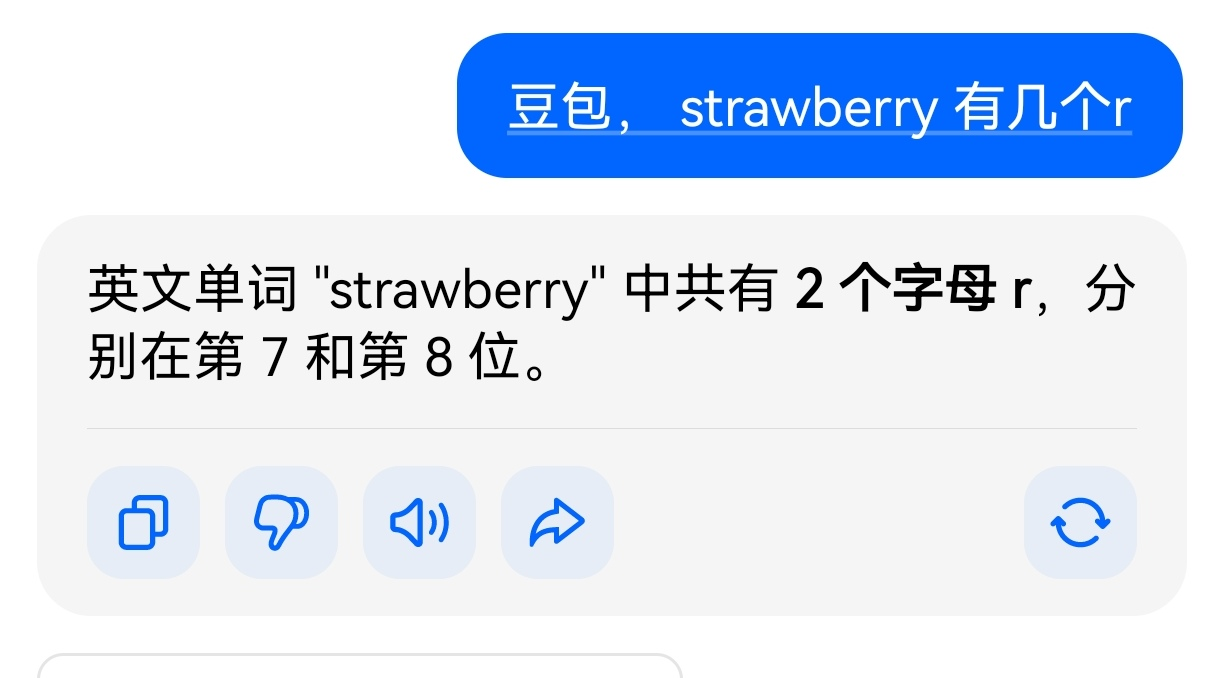 豆包， strawberry 有几个r
英文单词 "strawberry" 中共有 2 个字母 r，分
别在第 7 和第 8 位。